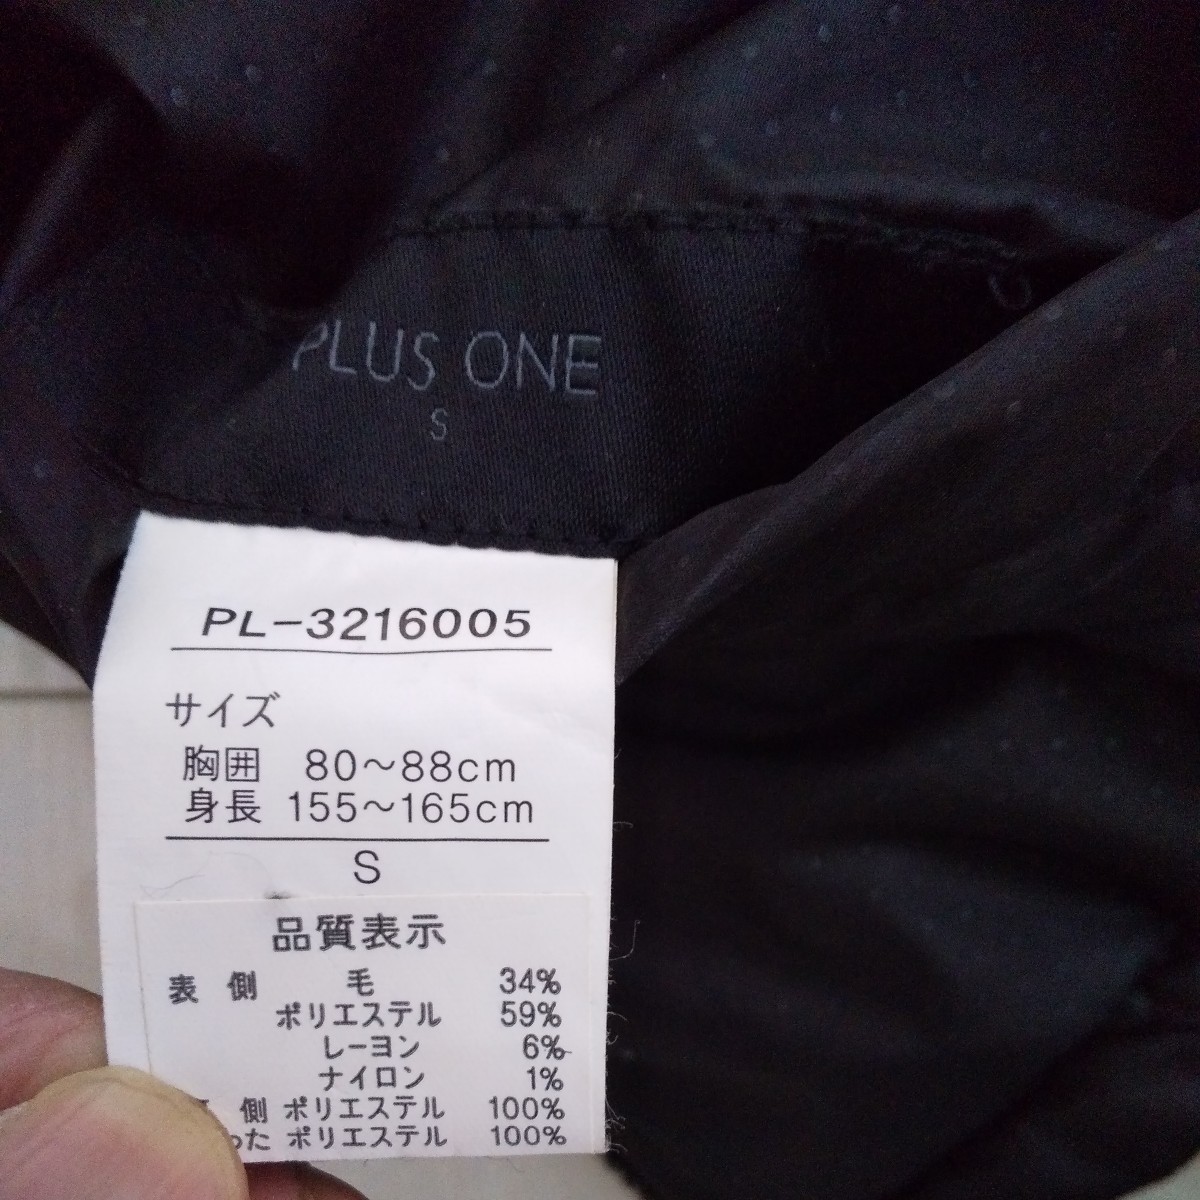 PLUS ONE
S
PL-3216005
サイズ
胸囲 80〜88cm
身長 155〜165cm
S
品質表示
表側 毛 34%
ポリエステル 59%
レーヨン 6%
ナイロン 1%
側 ポリエステル 100%
った ポリエステル 100%